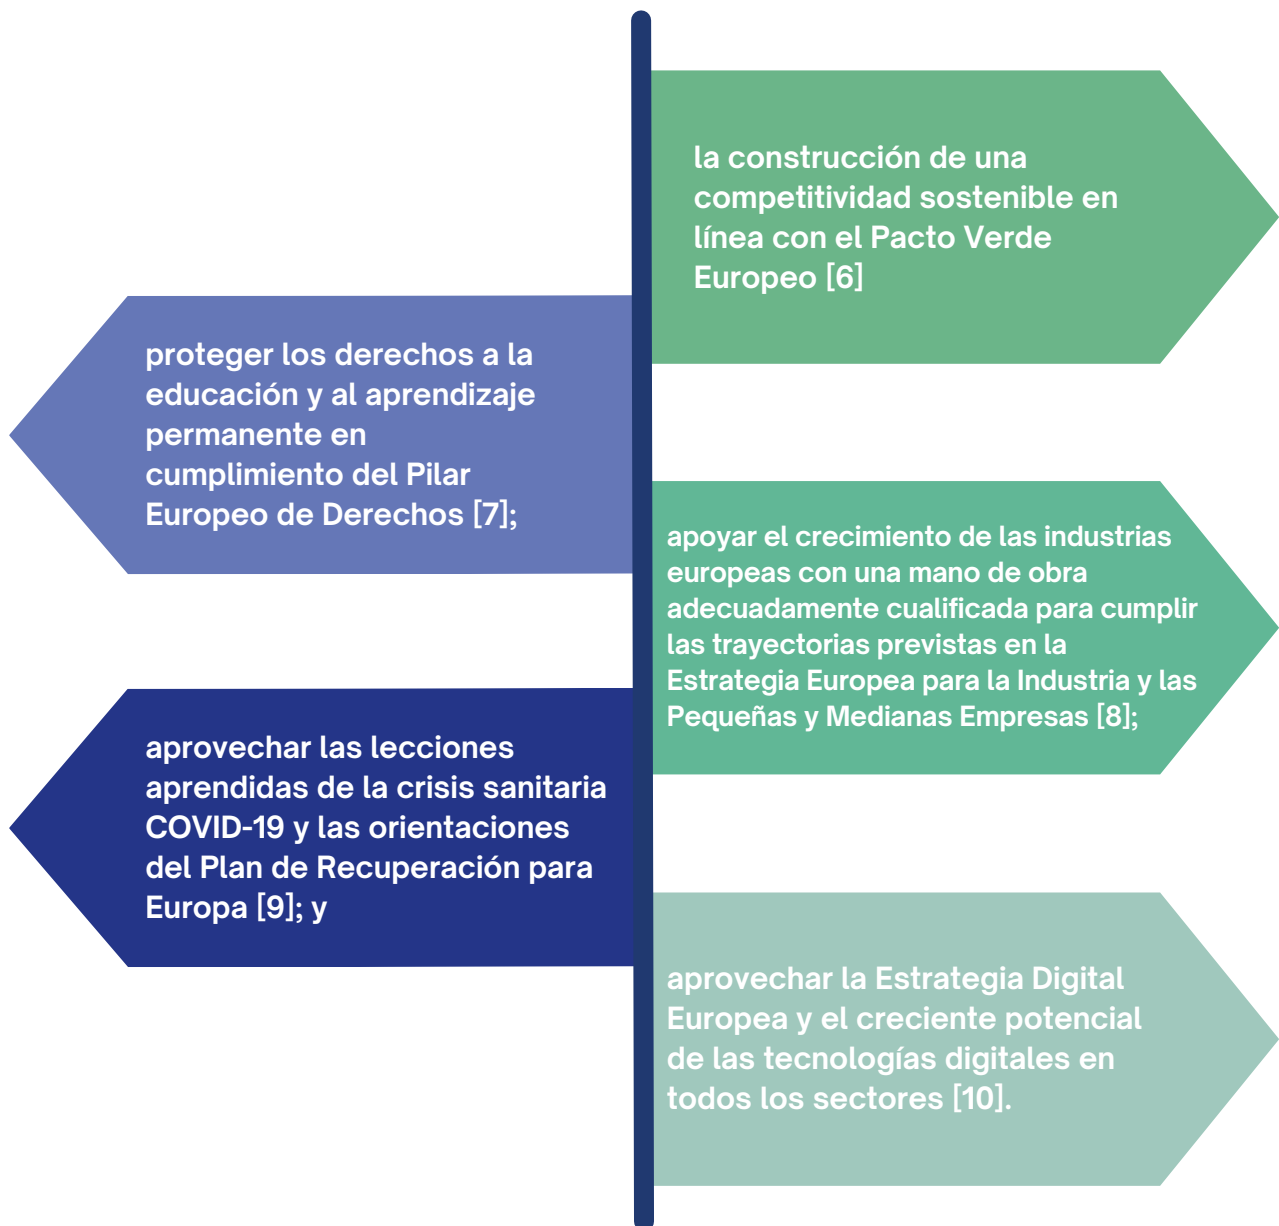 la construcción de una
competitividad sostenible en
línea con el Pacto Verde
Europeo [6]
proteger los derechos a la
educación y al aprendizaje
permanente en
cumplimiento del Pilar
Europeo de Derechos [7];
apoyar el crecimiento de las industrias
europeas con una mano de obra
adecuadamente cualificada para cumplir
las trayectorias previstas en la
Estrategia Europea para la Industria y las
Pequeñas y Medianas Empresas [8];
aprovechar las lecciones
aprendidas de la crisis sanitaria
COVID-19 y las orientaciones
del Plan de Recuperación para
Europa [9]; y
aprovechar la Estrategia Digital
Europea y el creciente potencial
de las tecnologías digitales en
todos los sectores [10].